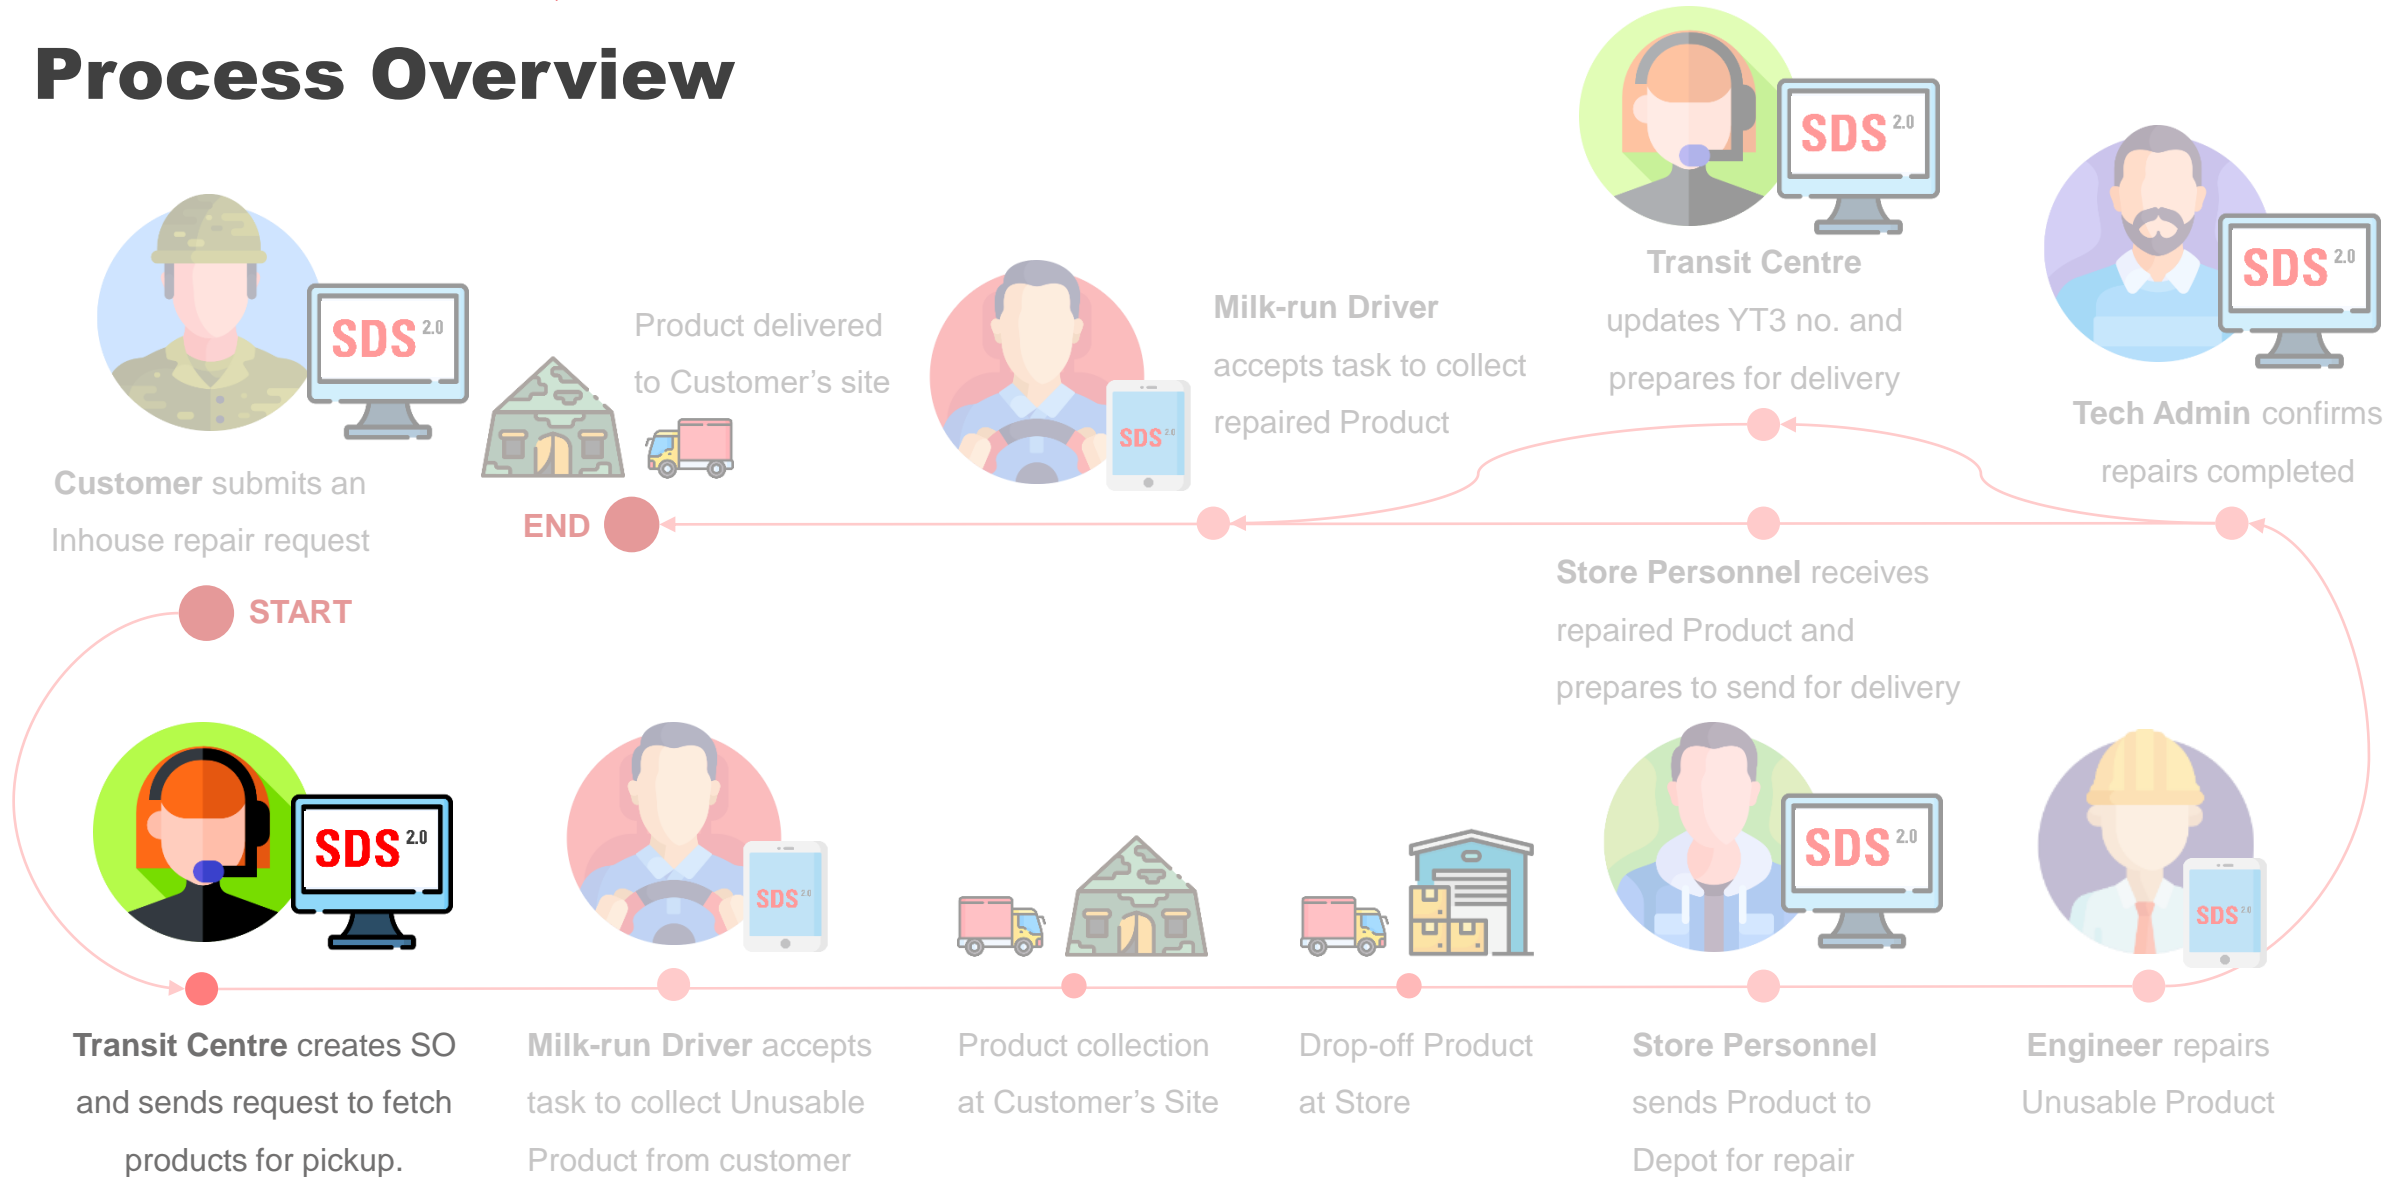 Process Overview
SDS 2.0
Customer submits an
Inhouse repair request
START
SDS 2.0
Transit Centre creates SO
and sends request to fetch
products for pickup.
SDS 2.0
Milk-run Driver accepts
task to collect Unusable
Product from customer
Product collection
at Customer’s Site
Drop-off Product
at Store
SDS 2.0
Store Personnel
sends Product to
Depot for repair
SDS 2.0
Engineer repairs
Unusable Product
SDS 2.0
Tech Admin confirms
repairs completed
SDS 2.0
Transit Centre
updates YT3 no. and
prepares for delivery
Store Personnel receives
repaired Product and
prepares to send for delivery
SDS 2.0
Milk-run Driver
accepts task to collect
repaired Product
Product delivered
to Customer’s site
END